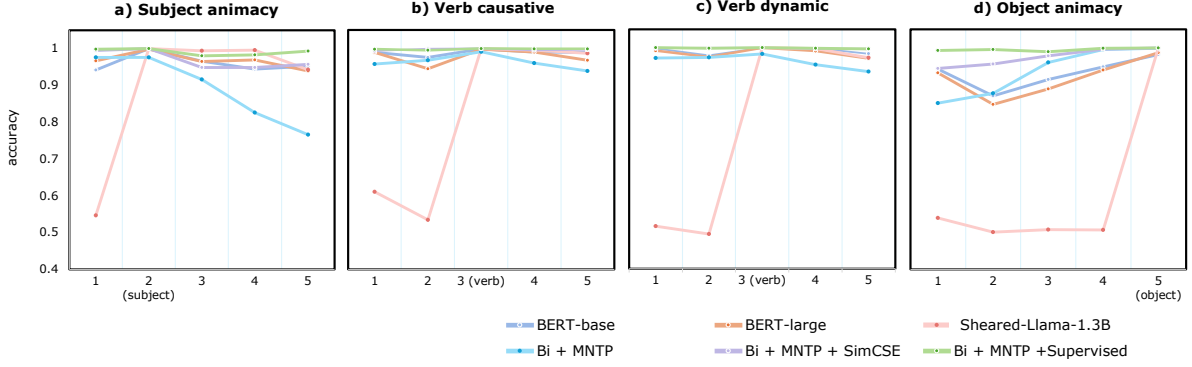 a) Subject animacy
b) Verb causative
c) Verb dynamic
d) Object animacy
accuracy
1
0.9
0.8
0.7
0.6
0.5
0.4
1 2 3 4 5
(subject)
1 2 3 (verb) 4 5
1 2 3 (verb) 4 5
1 2 3 4 5
(object)
BERT-base BERT-large Sheared-Llama-1.3B
Bi + MNTP Bi + MNTP + SimCSE Bi + MNTP +Supervised